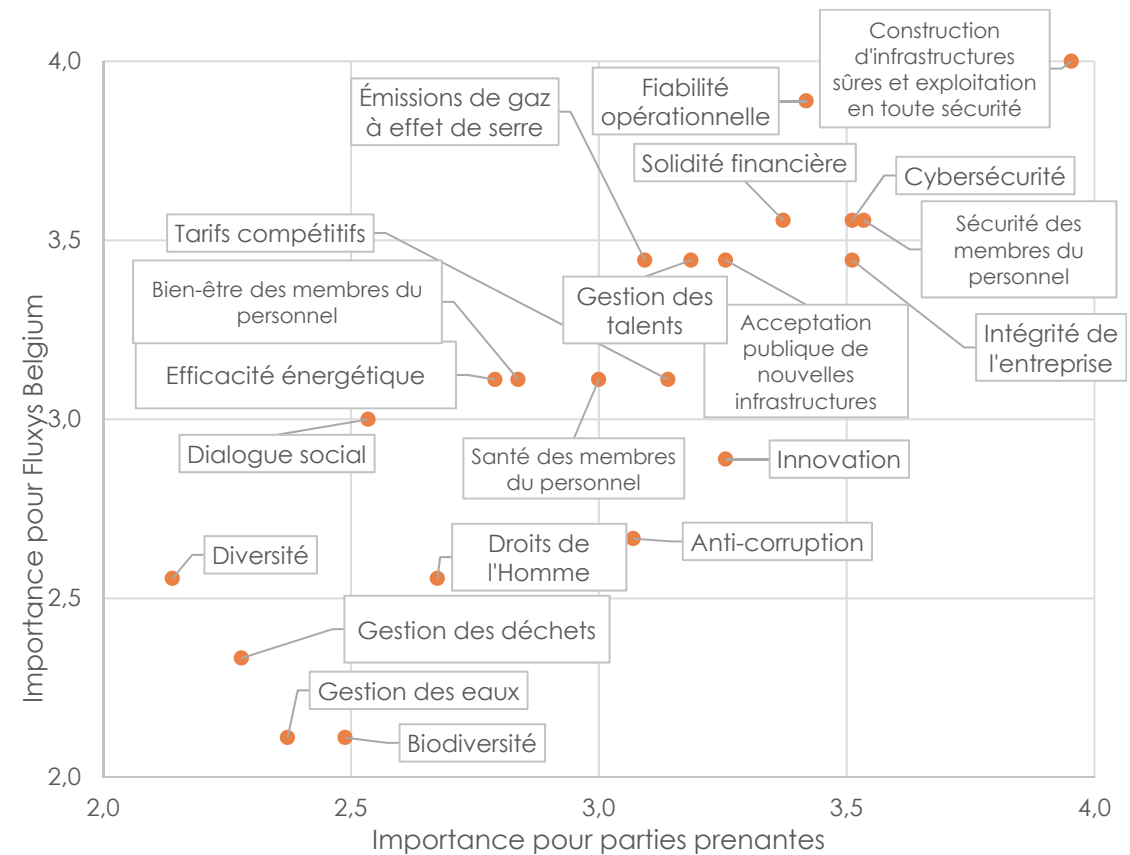 Construction
d'infrastructures
sûres et exploitation
en toute sécurité
4,0
Fiabilité
opérationnelle
Émissions de gaz
à effet de serre
Solidité financière
Cybersécurité
Sécurité des
membres du
personnel
Tarifs compétitifs
3,5
Bien-être des membres du
personnel
Gestion des
talents
Acceptation
publique de
nouvelles
infrastructures
Intégrité de
l'entreprise
Efficacité énergétique
3,0
Dialogue social
Santé des membres
du personnel
Innovation
Diversité
Droits de
l'Homme
Anti-corruption
2,5
Gestion des déchets
Gestion des eaux
Biodiversité
2,0
Importance pour Fluxys Belgium
2,0
2,5
3,0
3,5
4,0
Importance pour parties prenantes